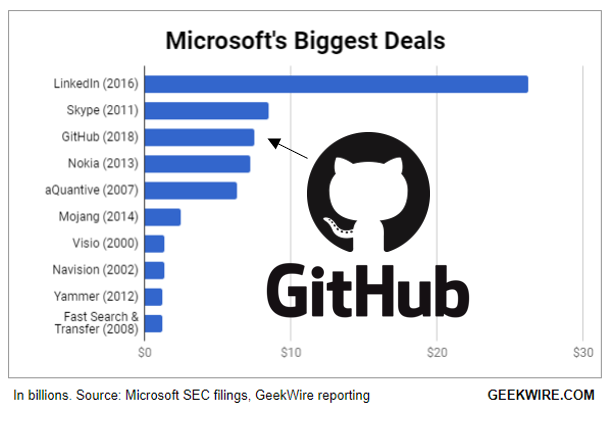 Microsoft's Biggest Deals
LinkedIn (2016)
Skype (2011)
GitHub (2018)
Nokia (2013)
aQuantive (2007)
Mojang (2014)
Visio (2000)
Navision (2002)
Yammer (2012)
Fast Search &
Transfer (2008)
GitHub
$0
$10
$20
$30
In billions. Source: Microsoft SEC filings, GeekWire reporting
GEEKWIRE.COM